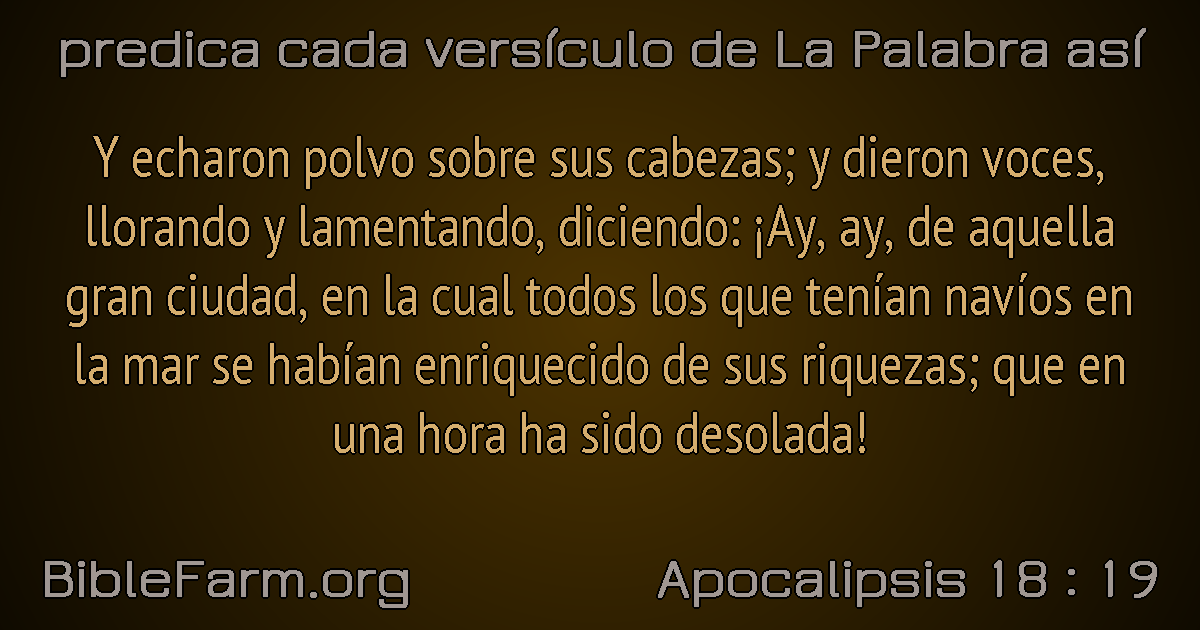 predica cada versículo de La Palabra así
Y echaron polvo sobre sus cabezas; y dieron voces,
llorando y lamentando, diciendo: ¡Ay, ay, de aquella
gran ciudad, en la cual todos los que tenían navíos en
la mar se habían enriquecido de sus riquezas; que en
una hora ha sido desolada!
BibleFarm.org
Apocalipsis 18 : 19